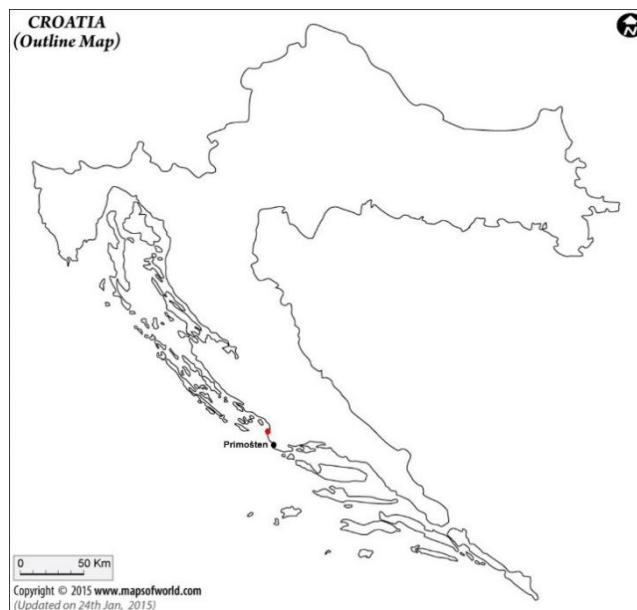 CROATIA
(Outline Map)
N
Primošten
0 50 Km
Copyright © 2015 www.mapsofworld.com
(Updated on 24th Jan, 2015)